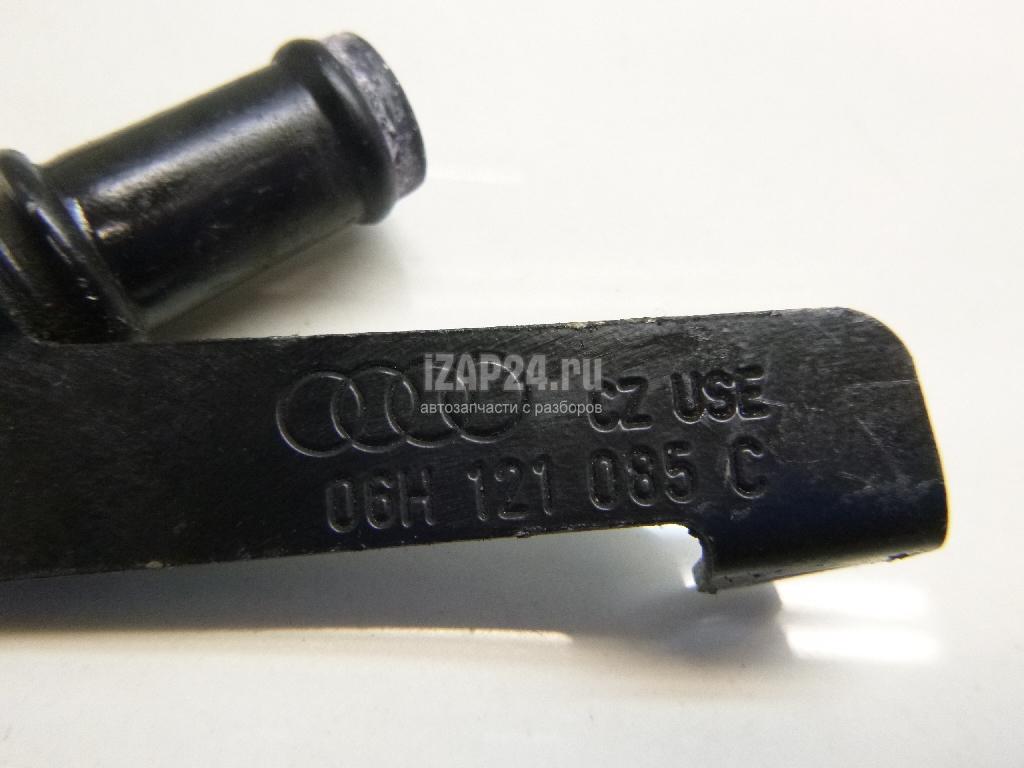 iZAP24.ru
автозапчасти с разборов
CZ USE
06H 121 085 C